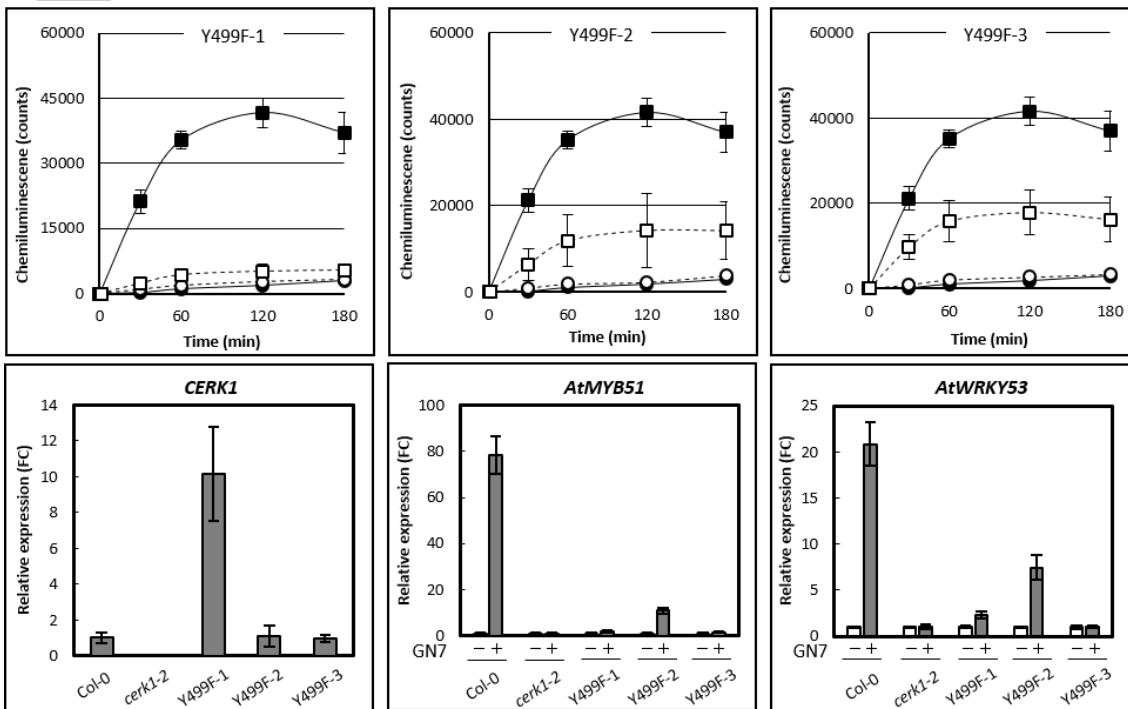 Y499F-1
60000
45000
30000
15000
0
Chemiluminescene (counts)
0 60 120 180
Time (min)
Y499F-2
60000
40000
20000
0
Chemiluminescene (counts)
0 60 120 180
Time (min)
Y499F-3
60000
40000
20000
0
Chemiluminescene (counts)
0 60 120 180
Time (min)
CERK1
14
12
10
8
6
4
2
0
Relative expression (FC)
Col-0 cerk1-2 Y499F-1 Y499F-2 Y499F-3
AtMYB51
100
80
60
40
20
0
Relative expression (FC)
GN7 − + − + − + − + − +
Col-0 cerk1-2 Y499F-1 Y499F-2 Y499F-3
AtWRKY53
25
20
15
10
5
0
Relative expression (FC)
GN7 − + − + − + − + − +
Col-0 cerk1-2 Y499F-1 Y499F-2 Y499F-3